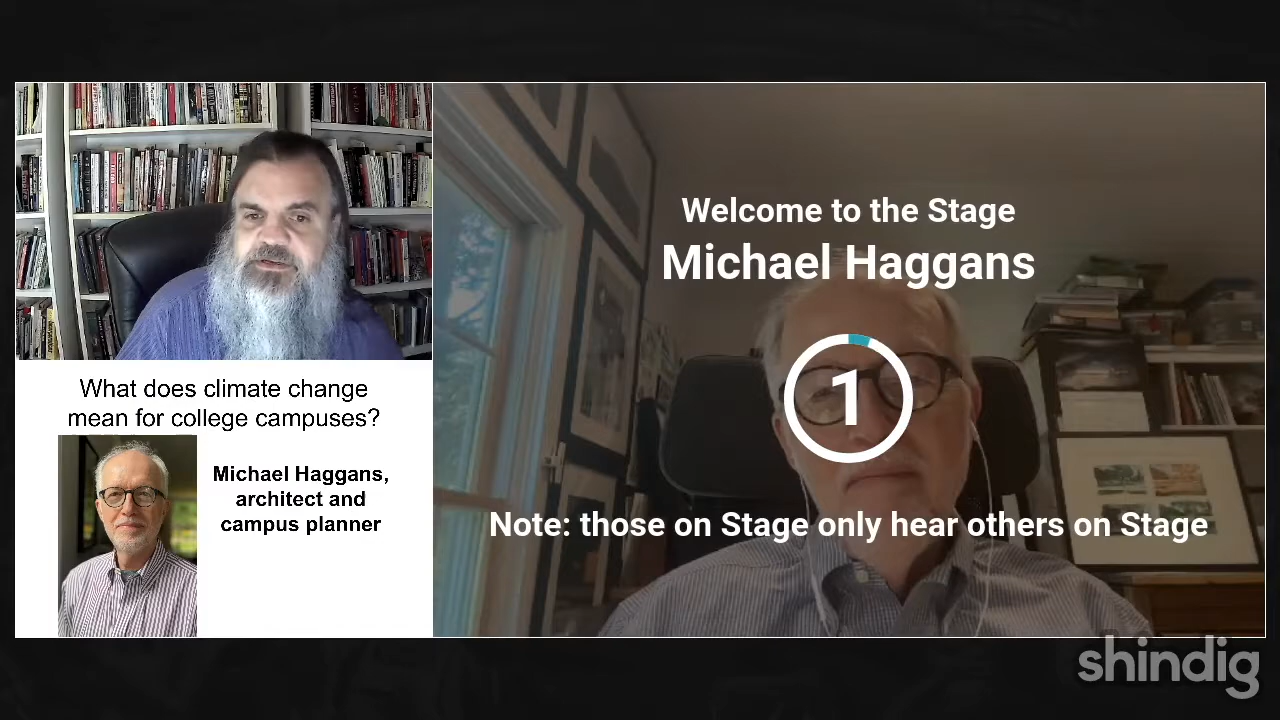 What does climate change
mean for college campuses?
Michael Haggans,
architect and
campus planner
Welcome to the Stage
Michael Haggans
1
Note: those on Stage only hear others on Stage
shindig